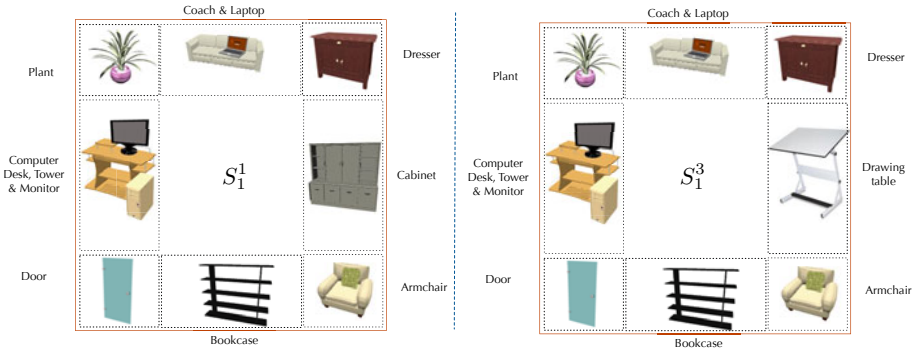 Coach & Laptop
Plant
Dresser
Computer
Desk, Tower
& Monitor
S_1^1
Cabinet
Door
Armchair
Bookcase
Coach & Laptop
Plant
Dresser
Computer
Desk, Tower
& Monitor
S_1^3
Drawing
table
Door
Armchair
Bookcase